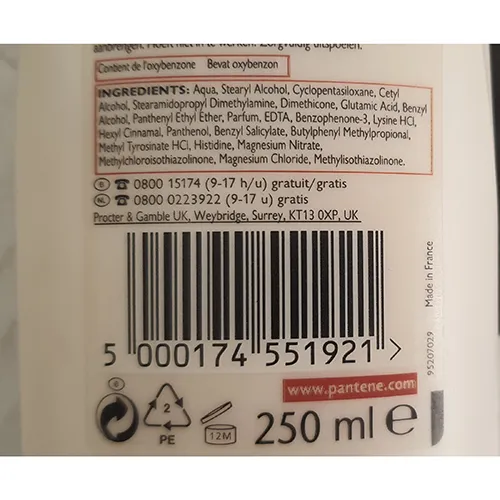 aanbrengen. Moet niet in te werken. Zorgvuldig uitspoelen.
Contient de l'oxybenzone Bevat oxybenzon
INGREDIENTS: Aqua, Stearyl Alcohol, Cyclopentasiloxane, Cetyl
Alcohol, Stearamidopropyl Dimethylamine, Dimethicone, Glutamic Acid, Benzyl
Alcohol, Panthenyl Ethyl Ether, Parfum, EDTA, Benzophenone-3, Lysine HCl,
Hexyl Cinnamal, Panthenol, Benzyl Salicylate, Butylphenyl Methylpropional,
Methyl Tyrosinate HCl, Histidine, Magnesium Nitrate,
Methylchloroisothiazolinone, Magnesium Chloride, Methylisothiazolinone.
B 0800 15174 (9-17 h/u) gratuit/gratis
NL 0800 0223922 (9-17 u) gratis
Procter & Gamble UK, Weybridge, Surrey, KT13 0XP, UK
Made in France
95207029
5 000174 551921 >
www.pantene.com
6
2
PE
12M
250 ml e